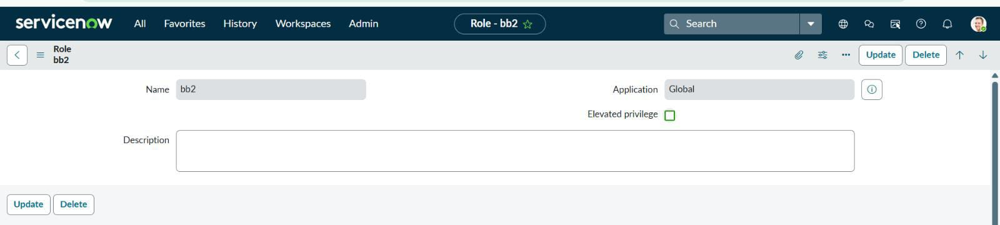 servicenow All Favorites History Workspaces Admin Role - bb2 Search
Role
bb2
Update Delete
Name bb2 Application Global
Elevated privilege
Description
Update Delete